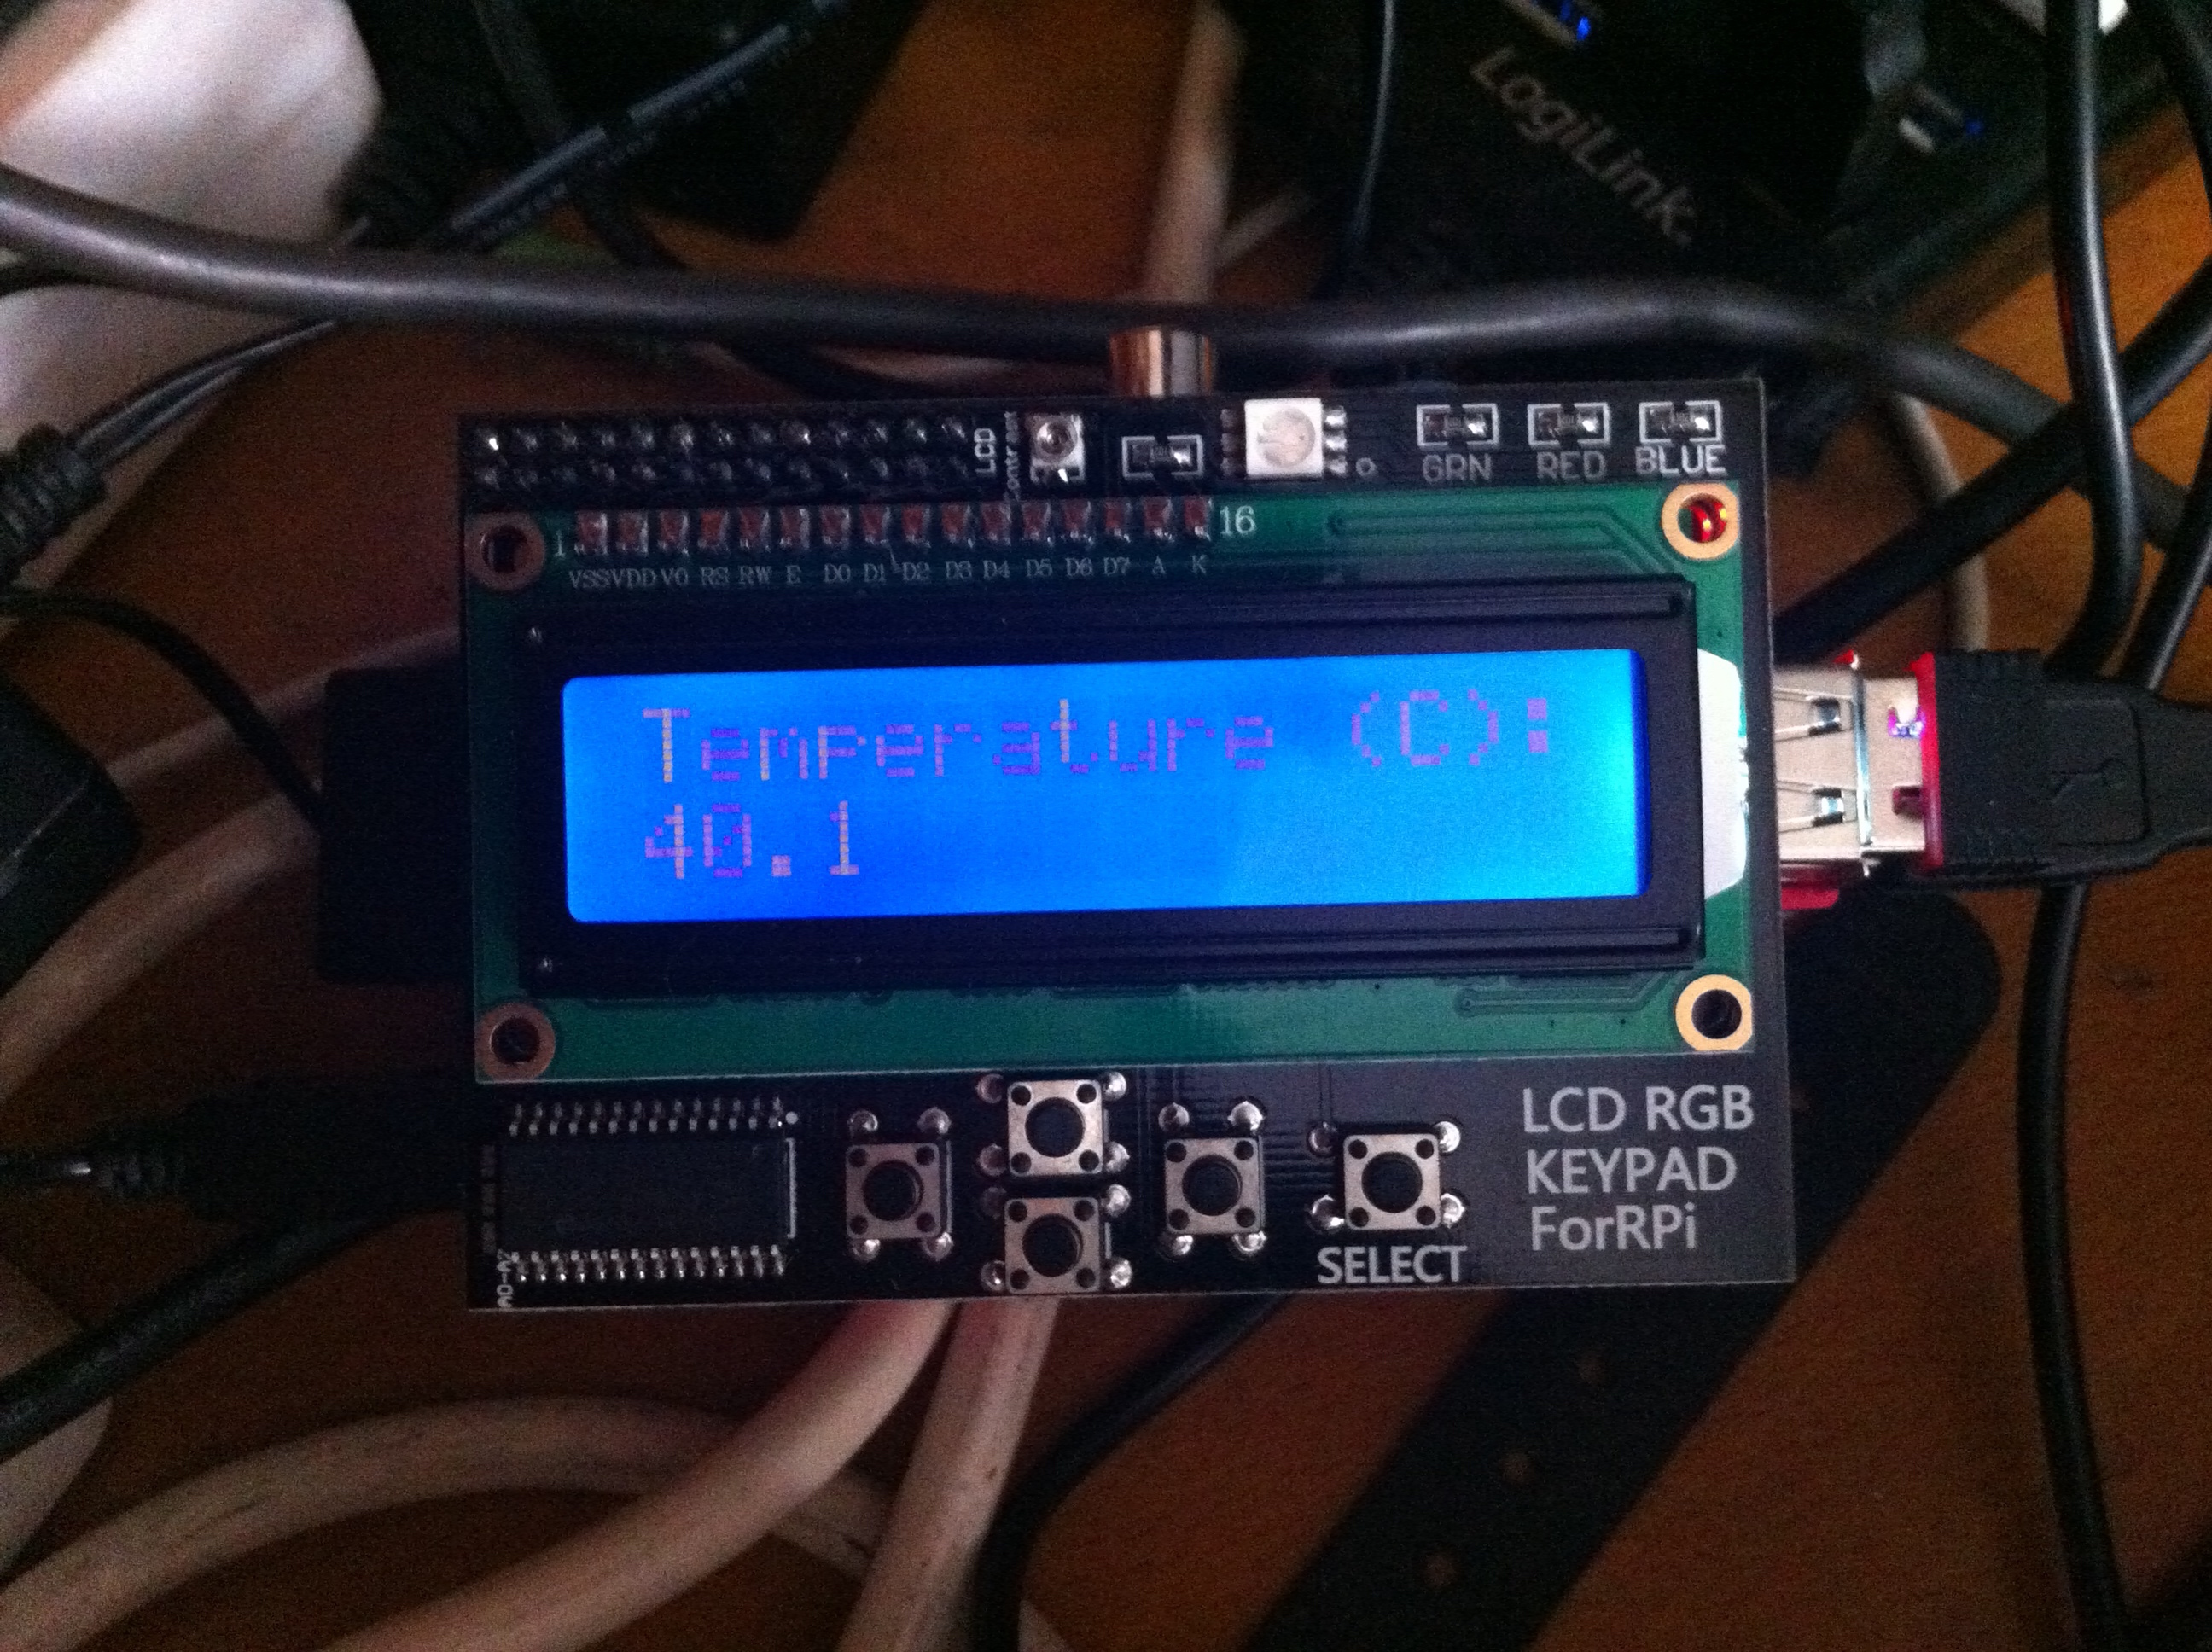 LogiLink.
LCD
Contrast
GRN RED BLUE
1 16
VSS VDD V0 RS RW E D0 D1 D2 D3 D4 D5 D6 D7 A K
Temperature (C):
40.1
LCD RGB
KEYPAD
ForRPi
SELECT